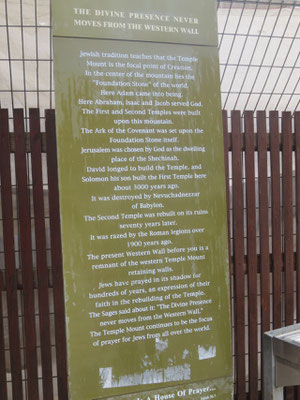 THE DIVINE PRESENCE NEVER
MOVES FROM THE WESTERN WALL
Jewish tradition teaches that the Temple
Mount is the focal point of Creation.
In the center of the mountain lies the
"Foundation Stone" of the world.
Here Adam came into being.
Here Abraham, Isaac and Jacob served God.
The First and Second Temples were built
upon this mountain.
The Ark of the Covenant was set upon the
Foundation Stone itself.
Jerusalem was chosen by God as the dwelling
place of the Shechinah.
David longed to build the Temple, and
Solomon his son built the First Temple here
about 3000 years ago.
It was destroyed by Nevuchadnezzar
of Babylon.
The Second Temple was rebuilt on its ruins
seventy years later.
It was razed by the Roman legions over
1900 years ago.
The present Western Wall before you is a
remnant of the western Temple Mount
retaining walls.
Jews have prayed in its shadow for
hundreds of years, an expression of their
faith in the rebuilding of the Temple.
The Sages said about it: "The Divine Presence
never moves from the Western Wall."
The Temple Mount continues to be the focus
of prayer for Jews from all over the world.
A House Of Prayer...